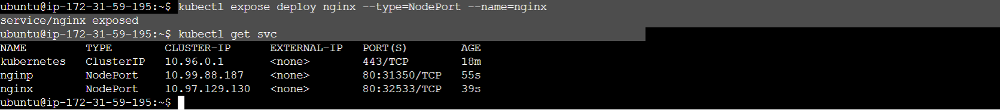 ubuntu@ip-172-31-59-195:~$ kubectl expose deploy nginx --type=NodePort --name=nginx
service/nginx exposed
ubuntu@ip-172-31-59-195:~$ kubectl get svc
NAME         TYPE        CLUSTER-IP      EXTERNAL-IP   PORT(S)        AGE
kubernetes   ClusterIP   10.96.0.1       <none>        443/TCP        18m
nginp        NodePort    10.99.88.187    <none>        80:31350/TCP   55s
nginx        NodePort    10.97.129.130   <none>        80:32533/TCP   39s
ubuntu@ip-172-31-59-195:~$